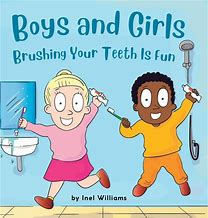 Boys and Girls
Brushing Your Teeth Is Fun
by Inel Williams